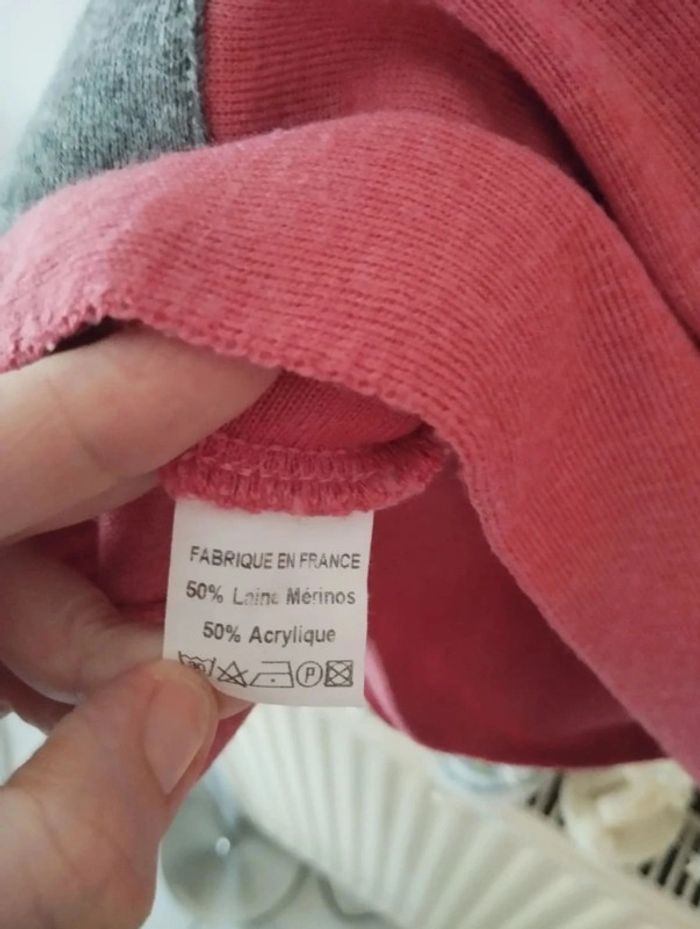 FABRIQUE EN FRANCE
50% Laine Mérinos
50% Acrylique
P